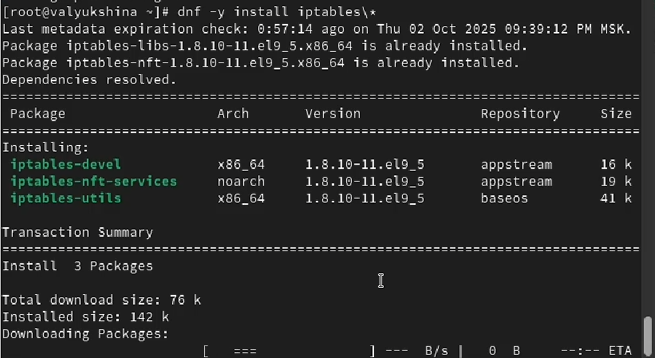 [root@valyukshina ~]# dnf -y install iptables\*
Last metadata expiration check: 0:57:14 ago on Thu 02 Oct 2025 09:39:12 PM MSK.
Package iptables-libs-1.8.10-11.el9_5.x86_64 is already installed.
Package iptables-nft-1.8.10-11.el9_5.x86_64 is already installed.
Dependencies resolved.
================================================================================
 Package                 Arch       Version            Repository     Size
================================================================================
Installing:
 iptables-devel          x86_64     1.8.10-11.el9_5    appstream      16 k
 iptables-nft-services   noarch     1.8.10-11.el9_5    appstream      19 k
 iptables-utils          x86_64     1.8.10-11.el9_5    baseos         41 k

Transaction Summary
================================================================================
Install  3 Packages

Total download size: 76 k
Installed size: 142 k
Downloading Packages:
[   ===              ] ---  B/s |   0  B     --:-- ETA